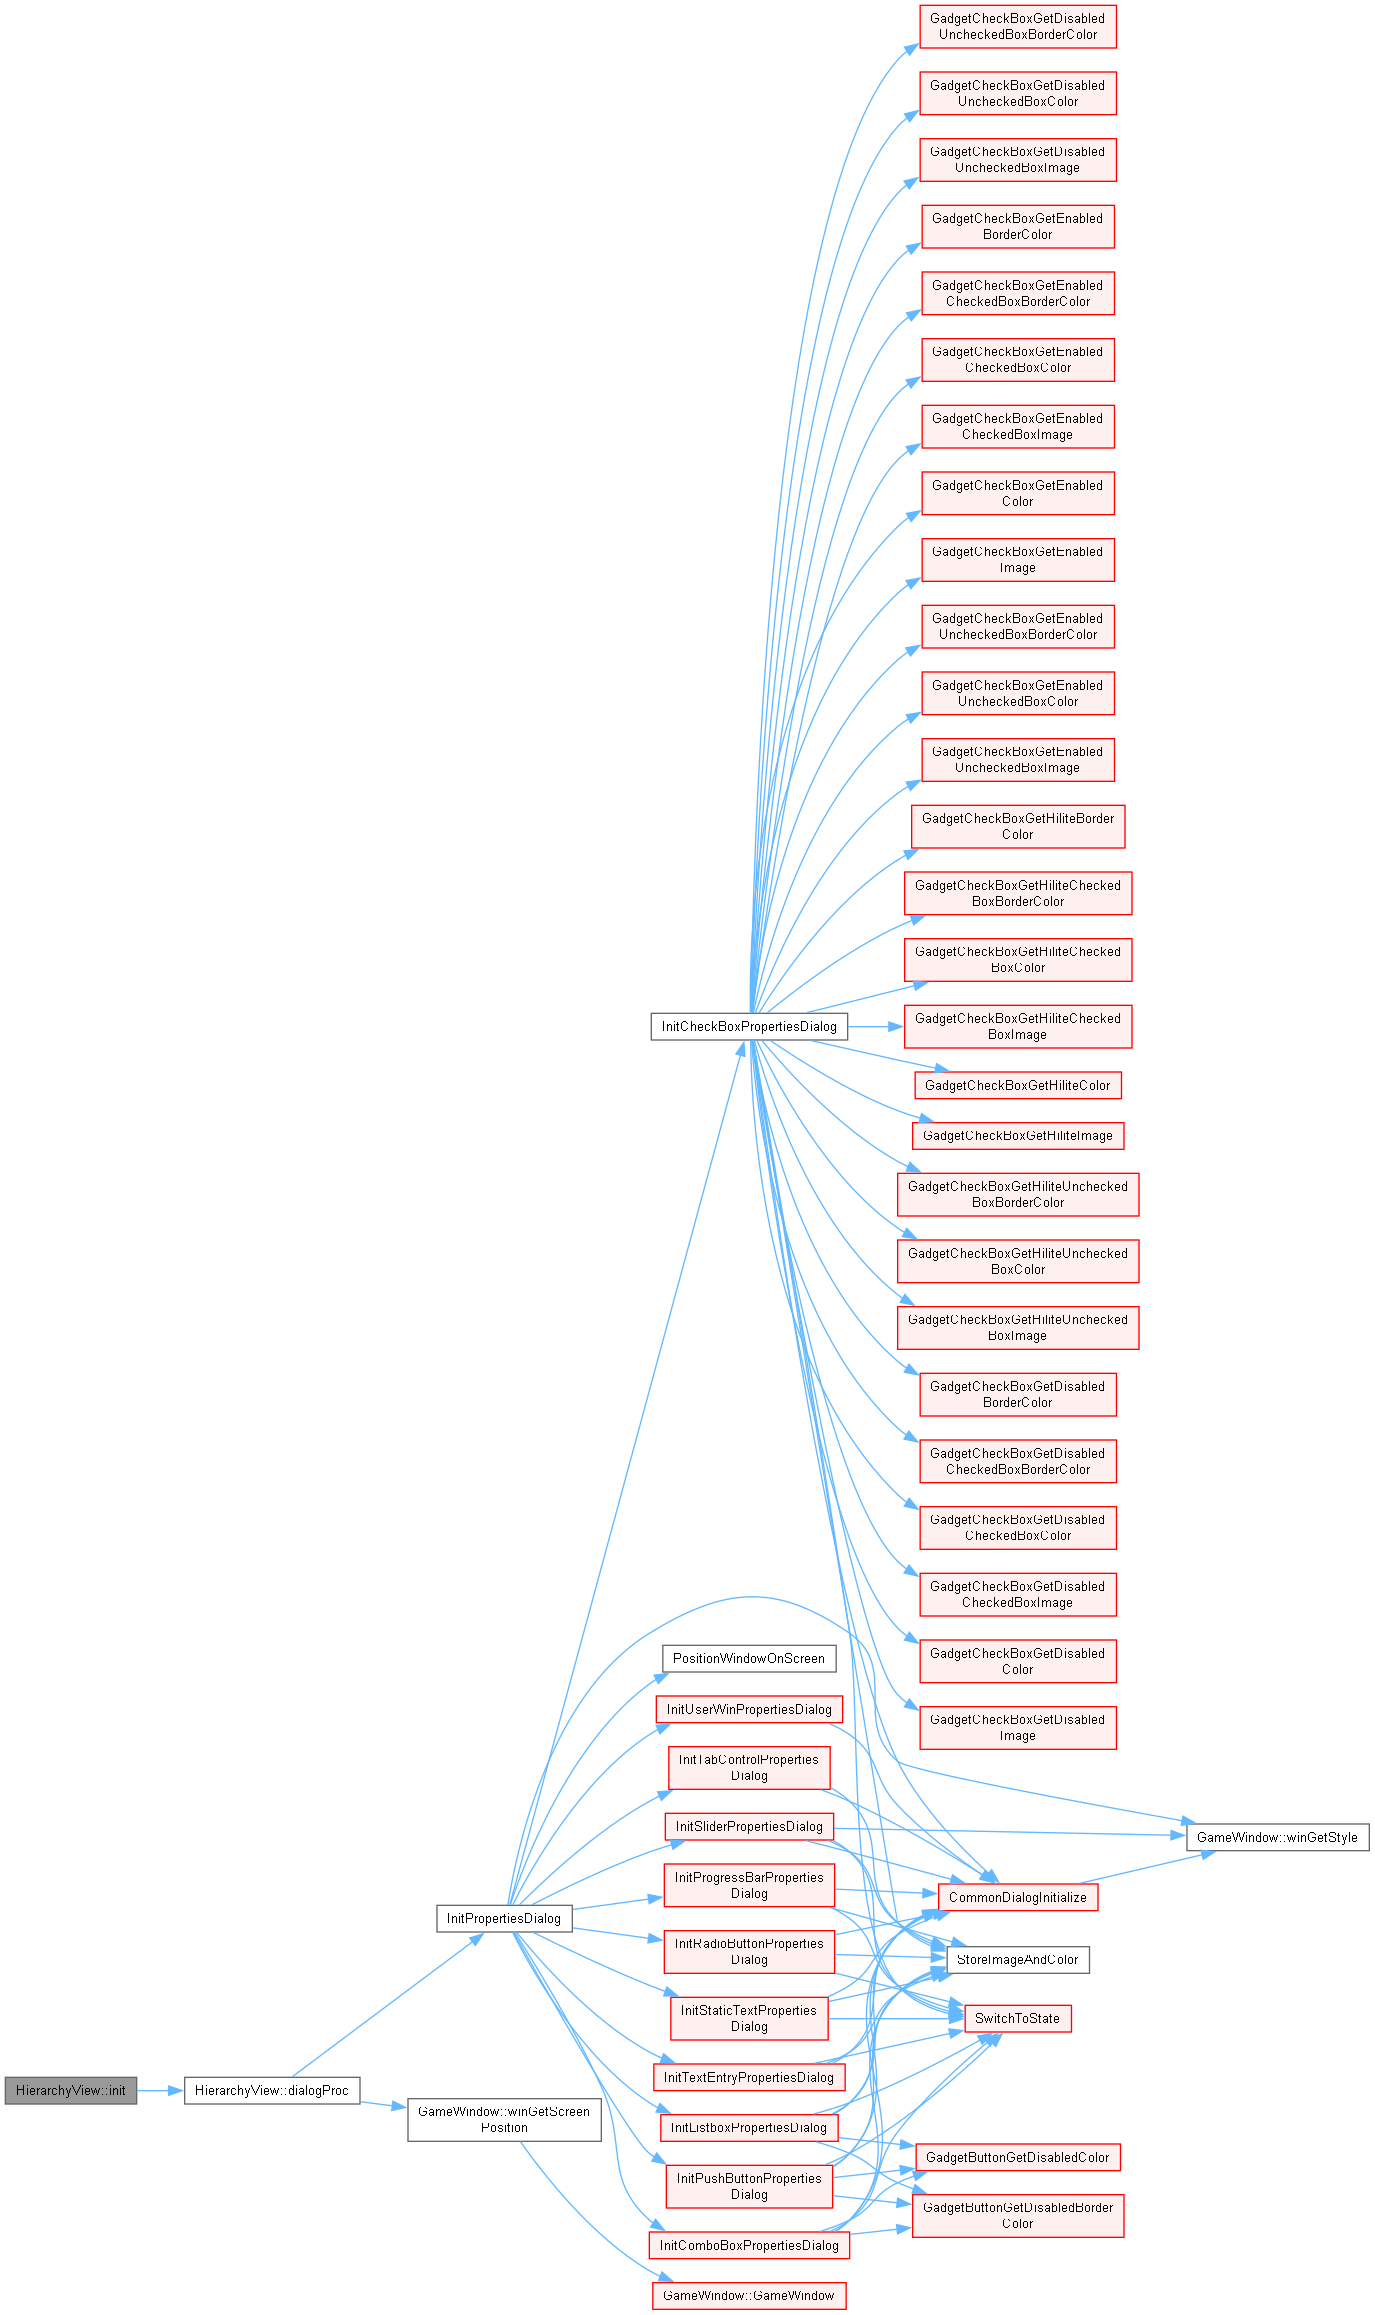 GadgetCheckBoxGetDisabled
UncheckedBoxBorderColor
GadgetCheckBoxGetDisabled
UncheckedBoxColor
GadgetCheckBoxGetDisabled
UncheckedBoxImage
GadgetCheckBoxGetEnabled
BorderColor
GadgetCheckBoxGetEnabled
CheckedBoxBorderColor
GadgetCheckBoxGetEnabled
CheckedBoxColor
GadgetCheckBoxGetEnabled
CheckedBoxImage
GadgetCheckBoxGetEnabled
Color
GadgetCheckBoxGetEnabled
Image
GadgetCheckBoxGetEnabled
UncheckedBoxBorderColor
GadgetCheckBoxGetEnabled
UncheckedBoxColor
GadgetCheckBoxGetEnabled
UncheckedBoxImage
GadgetCheckBoxGetHiliteBorder
Color
GadgetCheckBoxGetHiliteChecked
BoxBorderColor
GadgetCheckBoxGetHiliteChecked
BoxColor
InitCheckBoxPropertiesDialog
GadgetCheckBoxGetHiliteChecked
BoxImage
GadgetCheckBoxGetHiliteColor
GadgetCheckBoxGetHiliteImage
GadgetCheckBoxGetHiliteUnchecked
BoxBorderColor
GadgetCheckBoxGetHiliteUnchecked
BoxColor
GadgetCheckBoxGetHiliteUnchecked
BoxImage
GadgetCheckBoxGetDisabled
BorderColor
GadgetCheckBoxGetDisabled
CheckedBoxBorderColor
GadgetCheckBoxGetDisabled
CheckedBoxColor
GadgetCheckBoxGetDisabled
CheckedBoxImage
GadgetCheckBoxGetDisabled
Color
PositionWindowOnScreen
InitUserWinPropertiesDialog
GadgetCheckBoxGetDisabled
Image
InitTabControlProperties
Dialog
InitSliderPropertiesDialog
GameWindow::winGetStyle
InitProgressBarProperties
Dialog
CommonDialogInitialize
InitPropertiesDialog
InitRadioButtonProperties
Dialog
StoreImageAndColor
InitStaticTextProperties
Dialog
SwitchToState
InitTextEntryPropertiesDialog
HierarchyView::init
HierarchyView::dialogProc
GameWindow::winGetScreen
Position
InitListboxPropertiesDialog
GadgetButtonGetDisabledColor
InitPushButtonProperties
Dialog
GadgetButtonGetDisabledBorder
Color
InitComboBoxPropertiesDialog
GameWindow::GameWindow